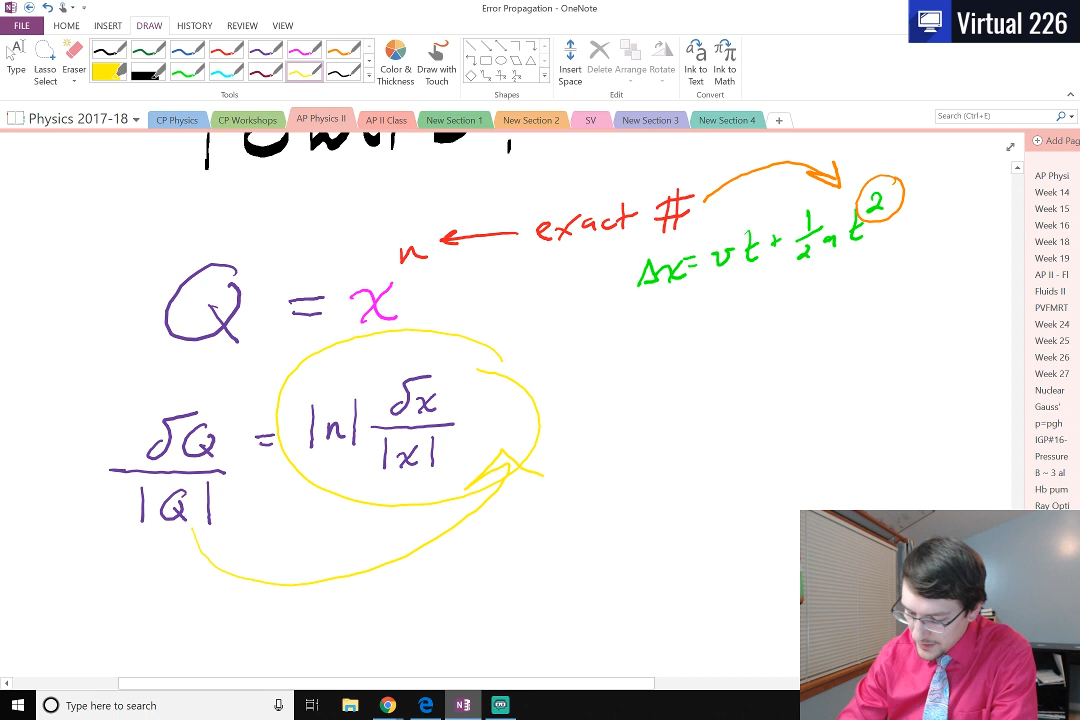 Error Propagation - OneNote
Virtual 226
FILE HOME INSERT DRAW HISTORY REVIEW VIEW
Type
Lasso Select
Eraser
Color & Thickness
Draw with Touch
Insert Space
Delete
Arrange
Rotate
Ink to Text
Ink to Math
Tools
Shapes
Edit
Convert
Physics 2017-18
CP Physics CP Workshops AP Physics II AP II Class New Section 1 New Section 2 SV New Section 3 New Section 4 +
Search (Ctrl+E)
Add Pag
AP Physi
Week 14
Week 15
Week 16
Week 18
Week 19
AP II - Fl
Fluids II
PVFMRT
Week 24
Week 25
Week 26
Week 27
Nuclear
Gauss'
p=pgh
IGP#16-
Pressure
B ~ 3 al
Hb pum
Ray Opti
n ← exact #
Δx = vt + 1/2 a t^2
Q = x
δQ/|Q| = |n| δx/|x|
Type here to search